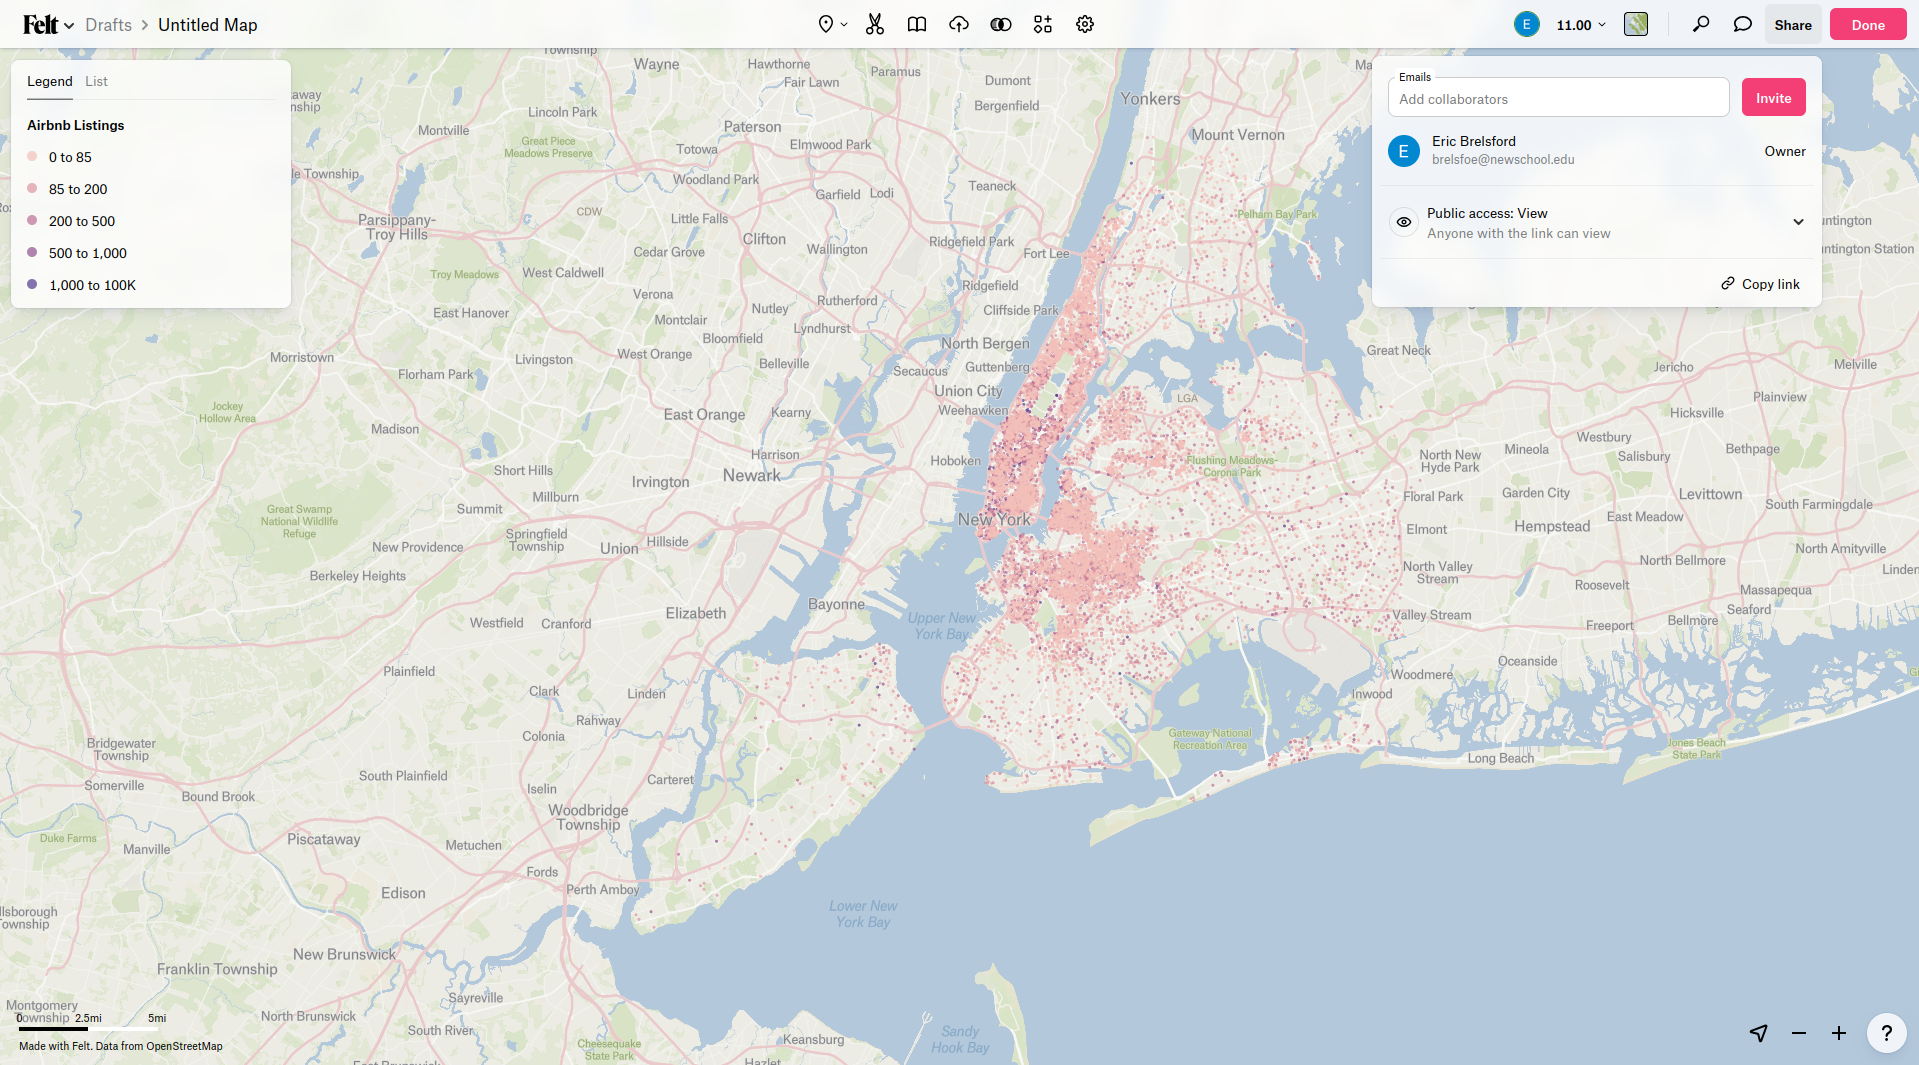 Felt
Drafts
Untitled Map
E
11.00
Share
Done
Legend
List
Airbnb Listings
0 to 85
85 to 200
200 to 500
500 to 1,000
1,000 to 100K
Emails
Add collaborators
Invite
E
Eric Brelsford
brelsfoe@newschool.edu
Owner
Public access: View
Anyone with the link can view
Copy link
Township
Wayne
Hawthorne
Fair Lawn
Paramus
Dumont
Bergenfield
Yonkers
Lincoln Park
Paterson
Montville
Great Piece
Meadows Preserve
Totowa
Elmwood Park
Mount Vernon
Woodland Park
Teaneck
Garfield
Lodi
Parsippany-
Troy Hills
CDW
Little Falls
Pelham Bay Park
Clifton
Wallington
Ridgefield Park
Cedar Grove
Fort Lee
Troy Meadows
West Caldwell
Ridgefield
Verona
Rutherford
Nutley
Cliffside Park
East Hanover
Montclair
Lyndhurst
Bloomfield
North Bergen
Morristown
Livingston
West Orange
Belleville
Secaucus
Guttenberg
Florham Park
Union City
Weehawken
Great Neck
Jericho
Melville
Jockey
Hollow Area
East Orange
Kearny
LGA
Plainview
Hicksville
Madison
Harrison
Hoboken
Flushing Meadows-
Corona Park
Westbury
Mineola
Salisbury
Bethpage
North New
Hyde Park
Short Hills
Newark
Irvington
Millburn
Floral Park
Garden City
Levittown
South Farmingdale
Summit
Great Swamp
National Wildlife
Refuge
New York
East Meadow
Hempstead
Elmont
Springfield
Township
Union
Hillside
New Providence
North Amityville
Berkeley Heights
North Valley
Stream
North Bellmore
Roosevelt
Massapequa
Linden
Elizabeth
Bayonne
Upper New
York Bay
Valley Stream
Seaford
Bellmore
Freeport
Westfield
Cranford
Plainfield
Oceanside
Woodmere
Inwood
Clark
Linden
Rahway
Colonia
Bridgewater
Township
Gateway National
Recreation Area
Jones Beach
State Park
Long Beach
Somerville
South Plainfield
Carteret
Iselin
Bound Brook
Woodbridge
Township
Duke Farms
Piscataway
Manville
Metuchen
Fords
Perth Amboy
Edison
Lower New
York Bay
llsborough
Township
New Brunswick
Franklin Township
Sayreville
Montgomery
Township
North Brunswick
South River
Keansburg
Cheesequake
State Park
Sandy
Hook Bay
Hazlet
East Brunswick
0
2.5mi
5mi
Made with Felt. Data from OpenStreetMap
?